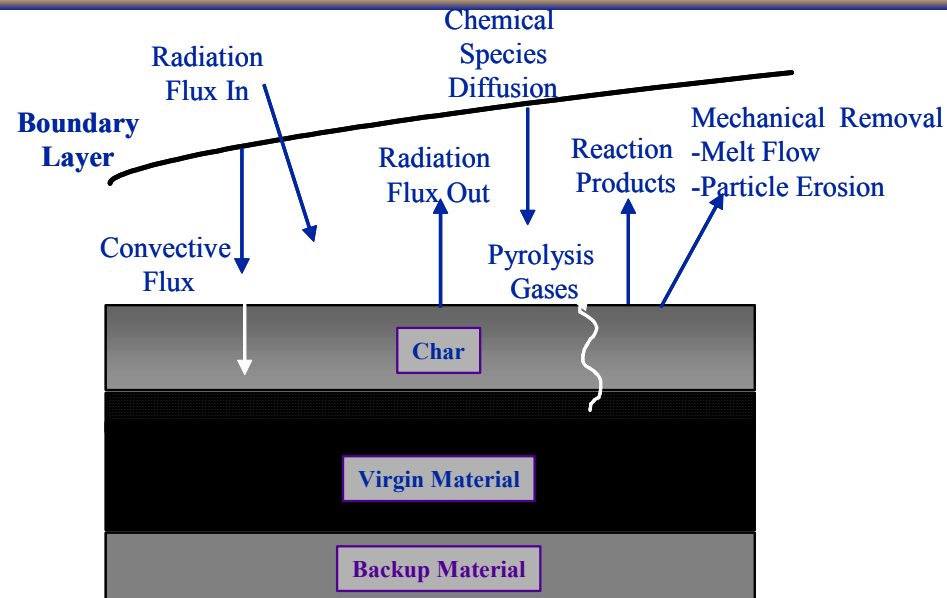 Chemical
Species
Diffusion
Radiation
Flux In
Boundary
Layer
Radiation
Flux Out
Reaction
Products
Mechanical Removal
-Melt Flow
-Particle Erosion
Convective
Flux
Pyrolysis
Gases
Char
Virgin Material
Backup Material